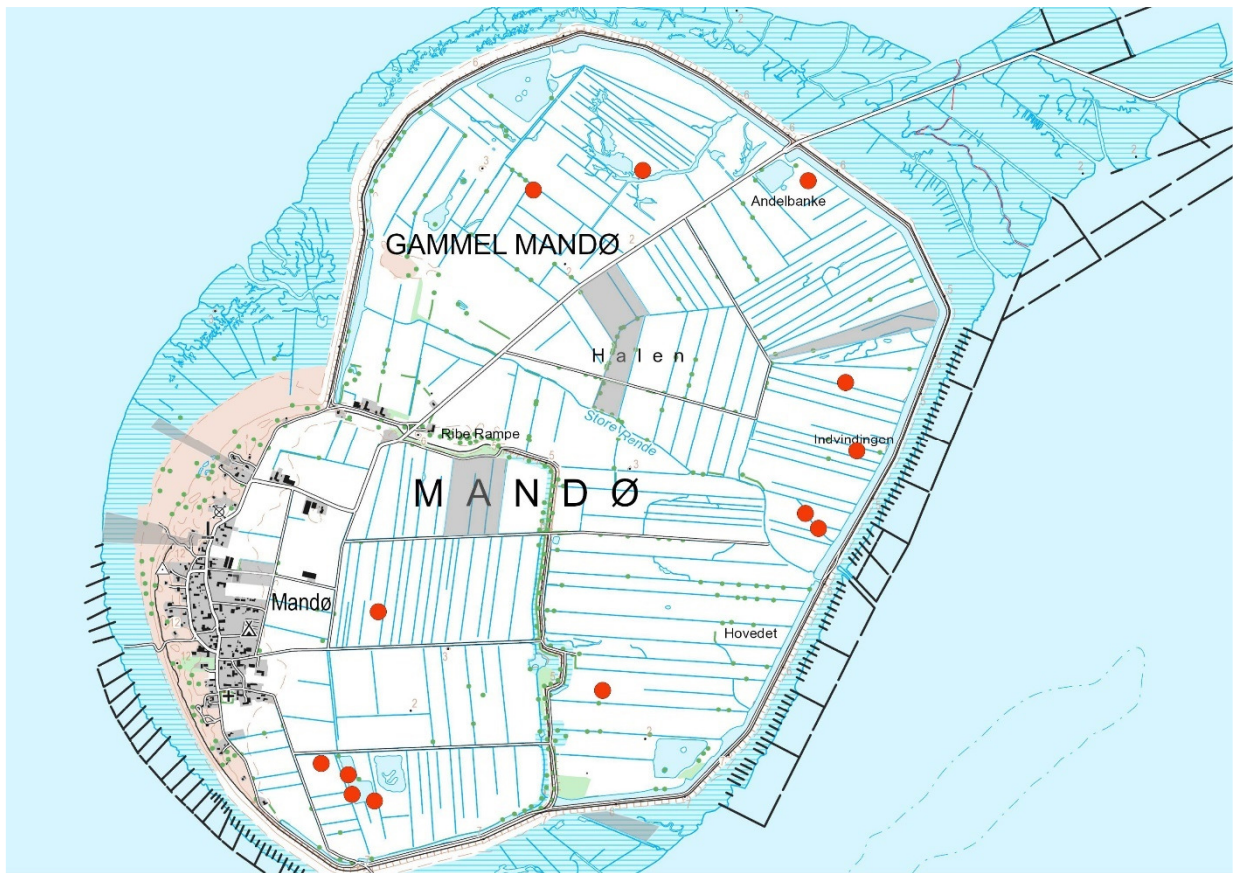 Andelbanke
GAMMEL MANDØ
Halen
Store Rende
Ribe Rampe
Indvindingen
MANDØ
Mandø
Hovedet